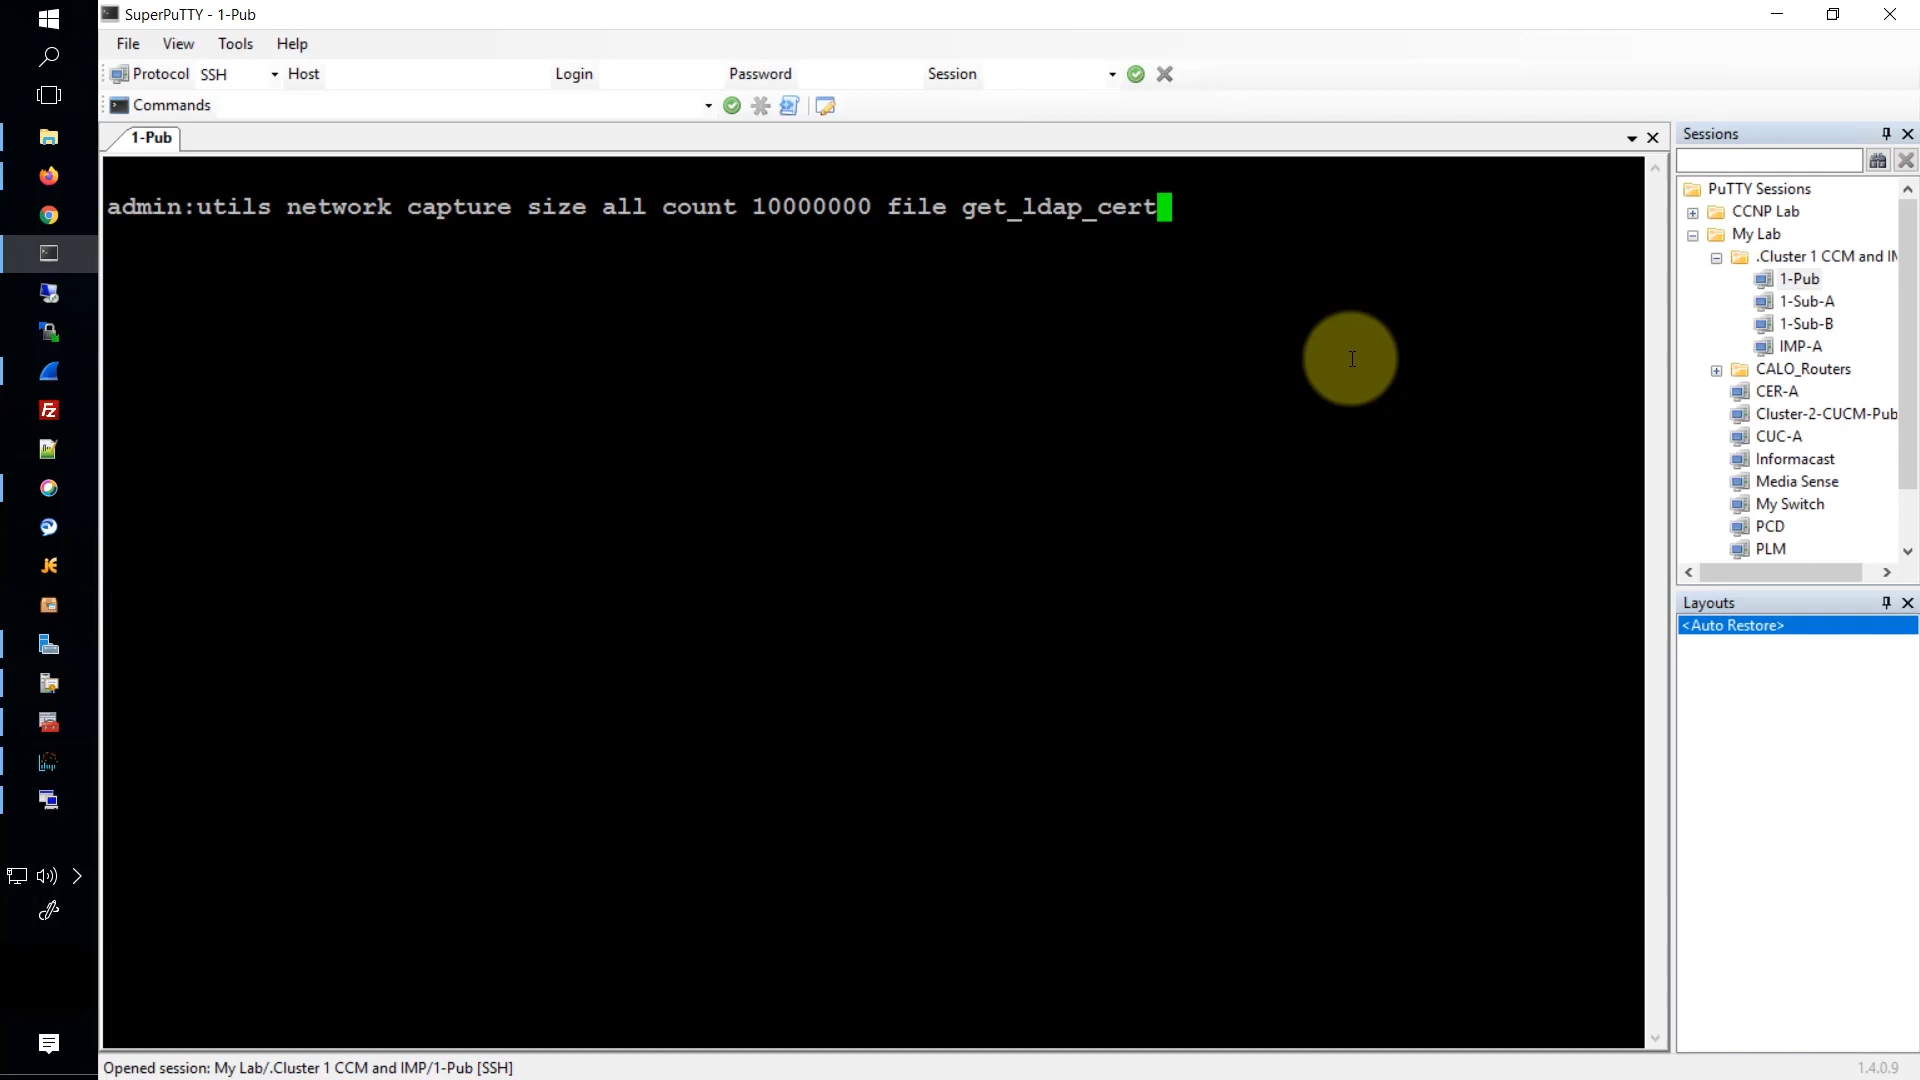 SuperPuTTY - 1-Pub
File View Tools Help
Protocol SSH Host Login Password Session
Commands
1-Pub
admin:utils network capture size all count 10000000 file get_ldap_cert
Sessions
PuTTY Sessions
CCNP Lab
My Lab
.Cluster 1 CCM and IM
1-Pub
1-Sub-A
1-Sub-B
IMP-A
CALO_Routers
CER-A
Cluster-2-CUCM-Pub
CUC-A
Informacast
Media Sense
My Switch
PCD
PLM
Layouts
<Auto Restore>
Opened session: My Lab/.Cluster 1 CCM and IMP/1-Pub [SSH]
1.4.0.9